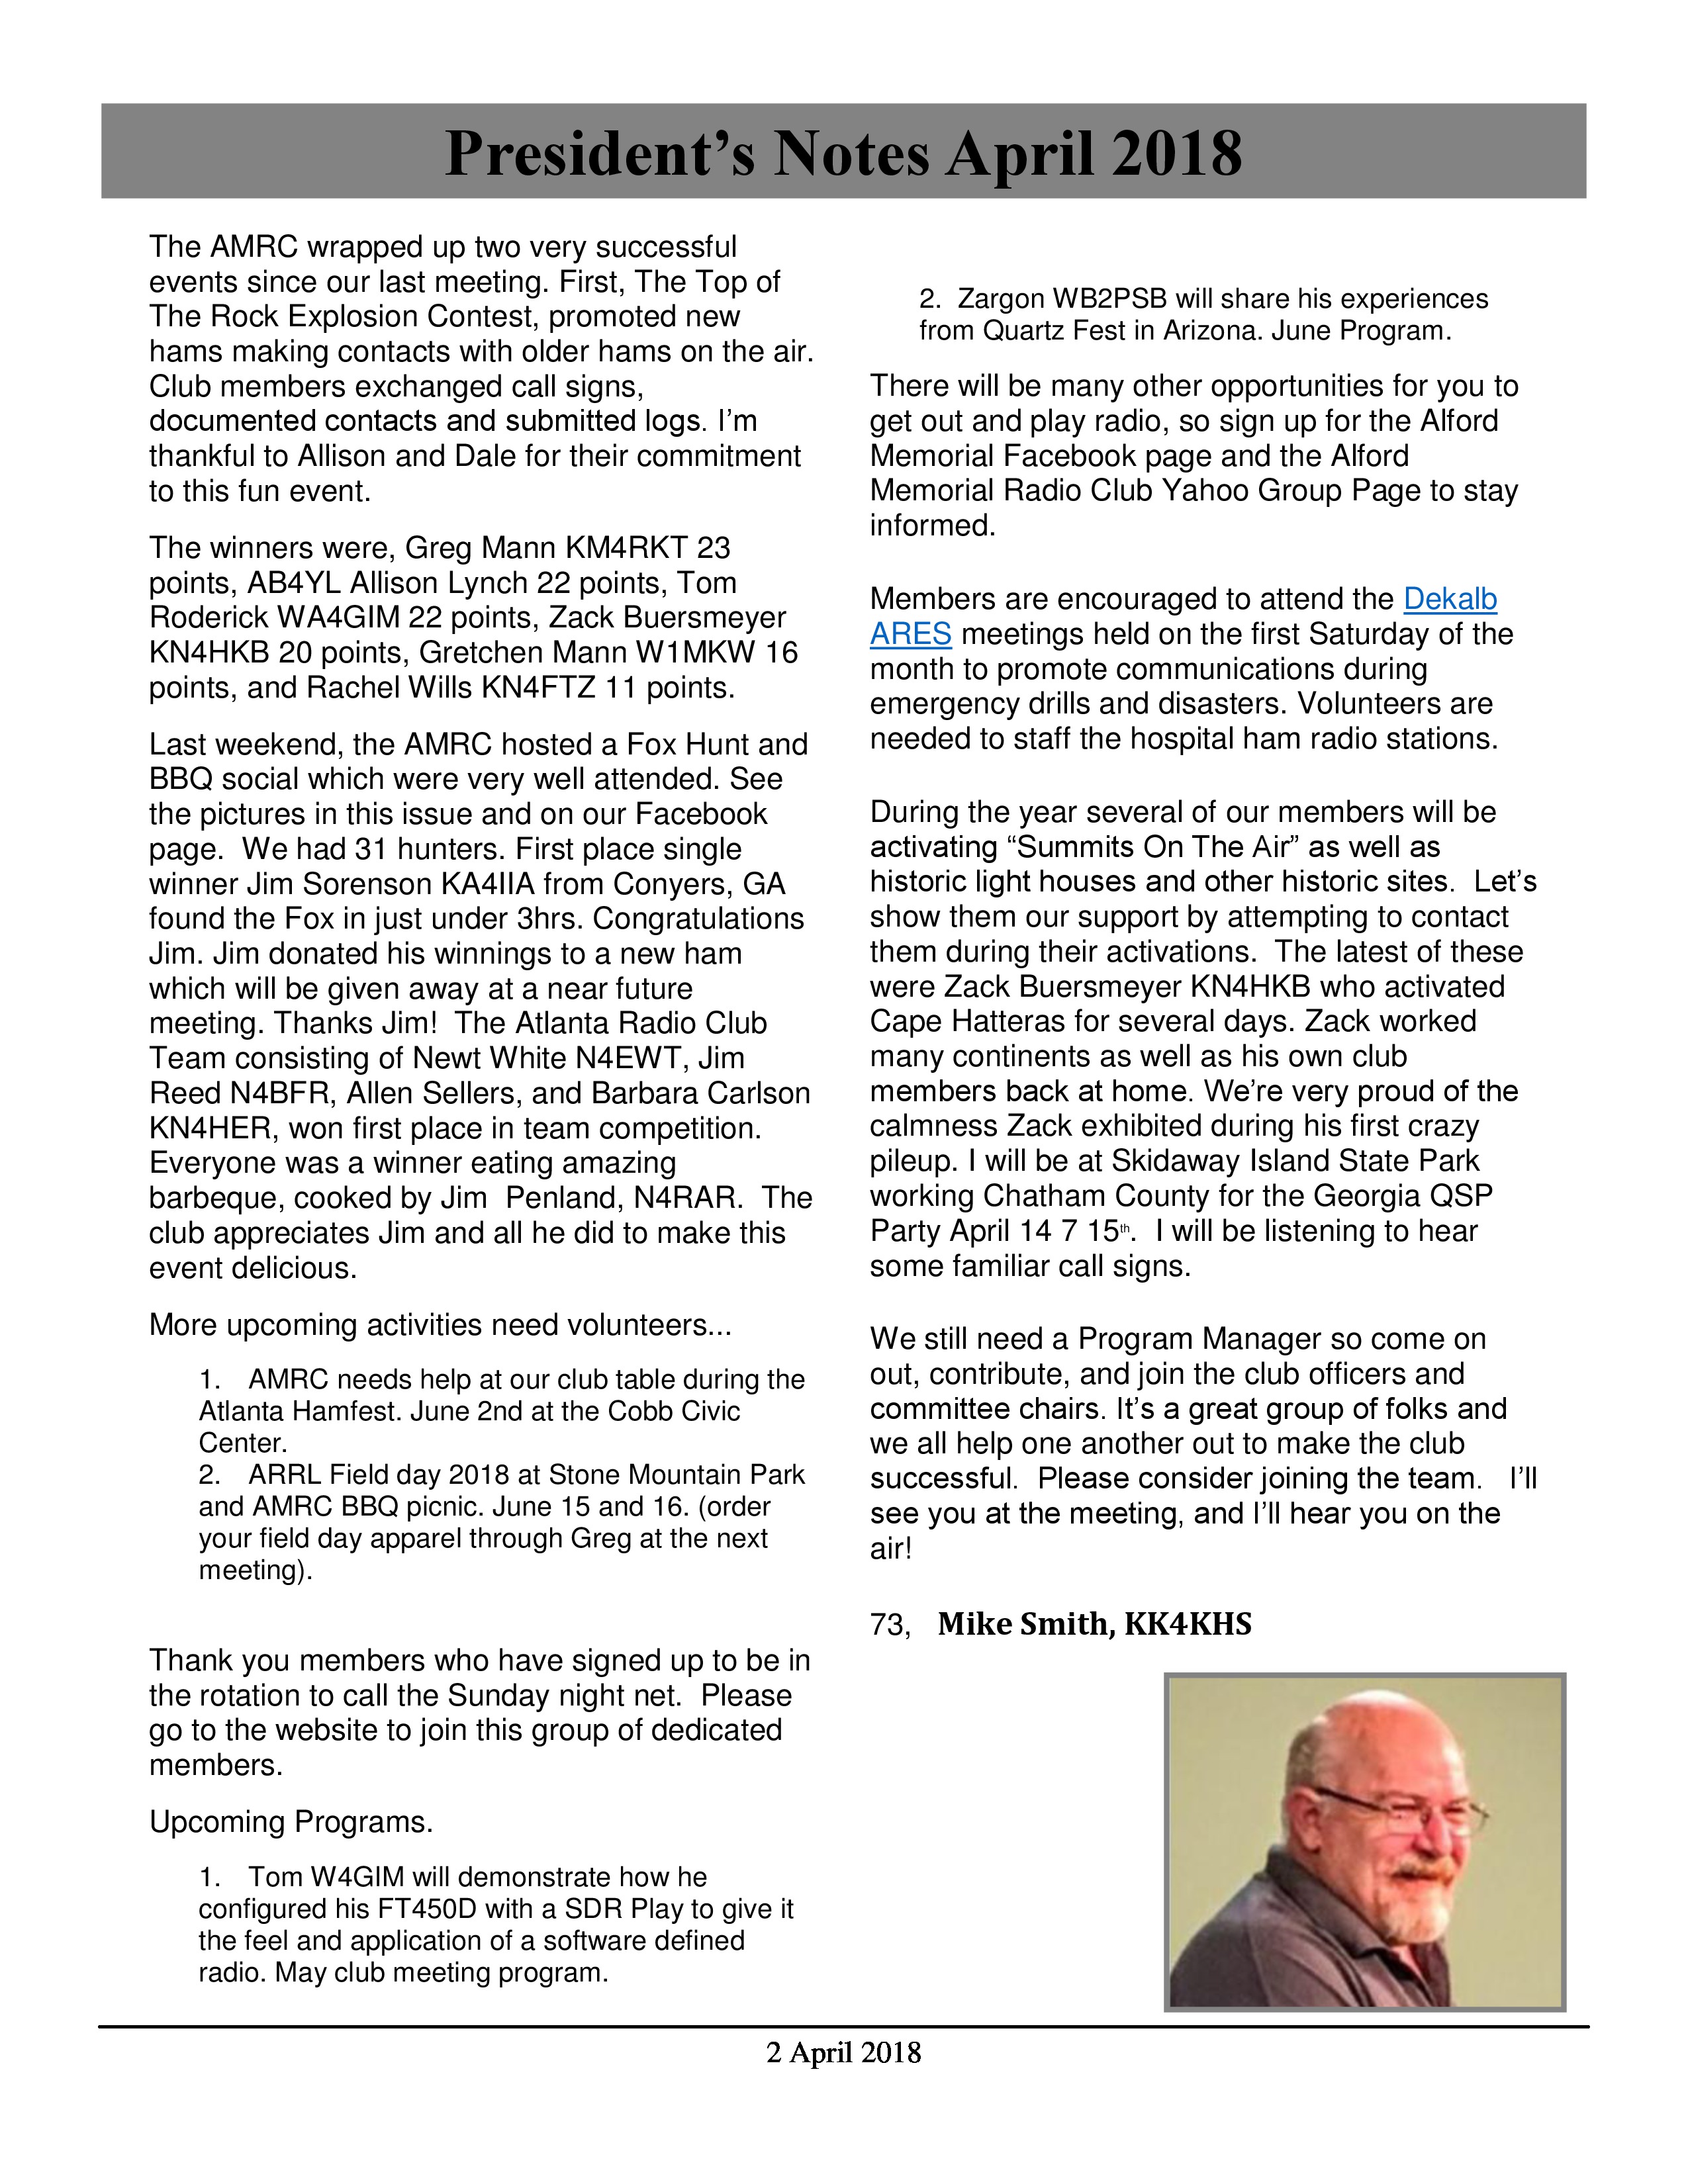 President’s Notes April 2018
The AMRC wrapped up two very successful
events since our last meeting. First, The Top of
The Rock Explosion Contest, promoted new
hams making contacts with older hams on the air.
Club members exchanged call signs,
documented contacts and submitted logs. I’m
thankful to Allison and Dale for their commitment
to this fun event.
The winners were, Greg Mann KM4RKT 23
points, AB4YL Allison Lynch 22 points, Tom
Roderick WA4GIM 22 points, Zack Buersmeyer
KN4HKB 20 points, Gretchen Mann W1MKW 16
points, and Rachel Wills KN4FTZ 11 points.
Last weekend, the AMRC hosted a Fox Hunt and
BBQ social which were very well attended. See
the pictures in this issue and on our Facebook
page.  We had 31 hunters. First place single
winner Jim Sorenson KA4IIA from Conyers, GA
found the Fox in just under 3hrs. Congratulations
Jim. Jim donated his winnings to a new ham
which will be given away at a near future
meeting. Thanks Jim!  The Atlanta Radio Club
Team consisting of Newt White N4EWT, Jim
Reed N4BFR, Allen Sellers, and Barbara Carlson
KN4HER, won first place in team competition.
Everyone was a winner eating amazing
barbeque, cooked by Jim  Penland, N4RAR.  The
club appreciates Jim and all he did to make this
event delicious.
More upcoming activities need volunteers...
1. AMRC needs help at our club table during the
Atlanta Hamfest. June 2nd at the Cobb Civic
Center.
2. ARRL Field day 2018 at Stone Mountain Park
and AMRC BBQ picnic. June 15 and 16. (order
your field day apparel through Greg at the next
meeting).
Thank you members who have signed up to be in
the rotation to call the Sunday night net.  Please
go to the website to join this group of dedicated
members.
Upcoming Programs.
1. Tom W4GIM will demonstrate how he
configured his FT450D with a SDR Play to give it
the feel and application of a software defined
radio. May club meeting program.
2. Zargon WB2PSB will share his experiences
from Quartz Fest in Arizona. June Program.
There will be many other opportunities for you to
get out and play radio, so sign up for the Alford
Memorial Facebook page and the Alford
Memorial Radio Club Yahoo Group Page to stay
informed.
Members are encouraged to attend the Dekalb
ARES meetings held on the first Saturday of the
month to promote communications during
emergency drills and disasters. Volunteers are
needed to staff the hospital ham radio stations.
During the year several of our members will be
activating “Summits On The Air” as well as
historic light houses and other historic sites.  Let’s
show them our support by attempting to contact
them during their activations.  The latest of these
were Zack Buersmeyer KN4HKB who activated
Cape Hatteras for several days. Zack worked
many continents as well as his own club
members back at home. We’re very proud of the
calmness Zack exhibited during his first crazy
pileup. I will be at Skidaway Island State Park
working Chatham County for the Georgia QSP
Party April 14 7 15th.  I will be listening to hear
some familiar call signs.
We still need a Program Manager so come on
out, contribute, and join the club officers and
committee chairs. It’s a great group of folks and
we all help one another out to make the club
successful.  Please consider joining the team.   I’ll
see you at the meeting, and I’ll hear you on the
air!
73, Mike Smith, KK4KHS
2 April 2018